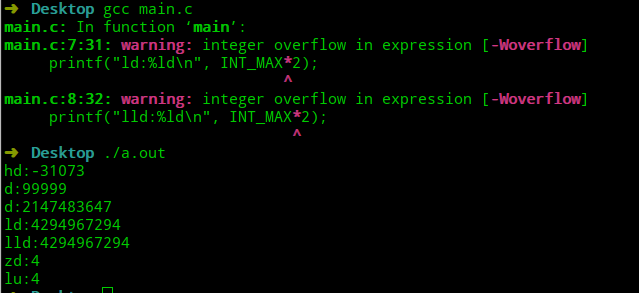 ➜ Desktop gcc main.c
main.c: In function ‘main’:
main.c:7:31: warning: integer overflow in expression [-Woverflow]
    printf("ld:%ld\n", INT_MAX*2);
                              ^
main.c:8:32: warning: integer overflow in expression [-Woverflow]
    printf("lld:%ld\n", INT_MAX*2);
                               ^
➜ Desktop ./a.out
hd:-31073
d:99999
d:2147483647
ld:4294967294
lld:4294967294
zd:4
lu:4
➜ Desktop